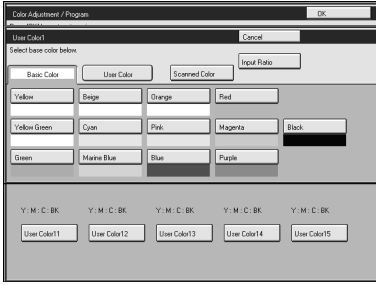 Color Adjustment / Program OK
User Color1 Cancel
Select base color below.
Input Ratio
Basic Color User Color Scanned Color
Yellow Beige Orange Red
Yellow Green Cyan Pink Magenta Black
Green Marine Blue Blue Purple
Y : M : C : BK Y : M : C : BK Y : M : C : BK Y : M : C : BK Y : M : C : BK
User Color11 User Color12 User Color13 User Color14 User Color15